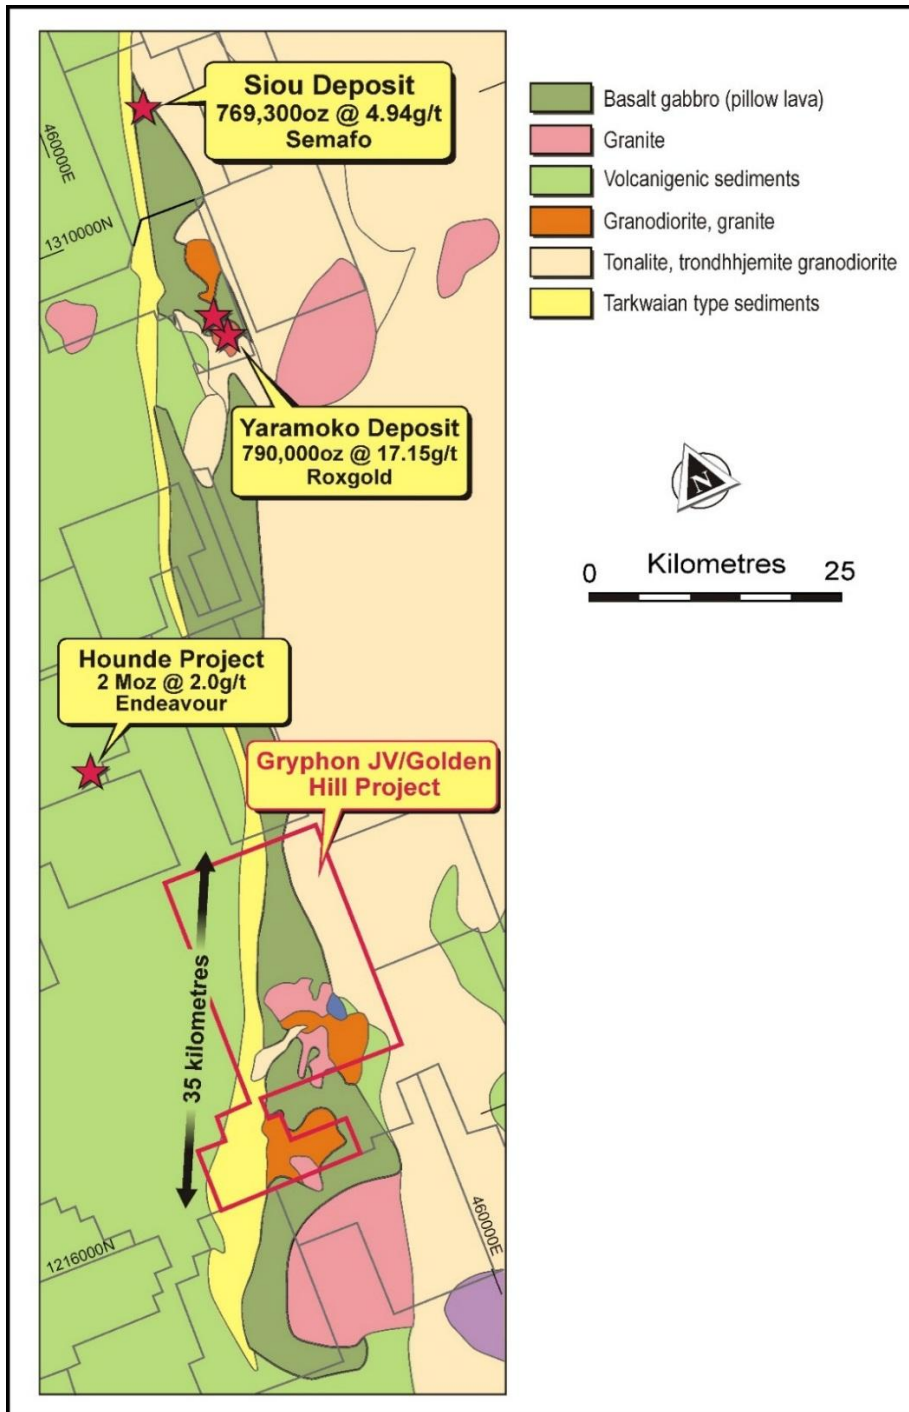 Siou Deposit
769,300oz @ 4.94g/t
Semafo
460000E
1310000N
Yaramoko Deposit
790,000oz @ 17.15g/t
Roxgold
Hounde Project
2 Moz @ 2.0g/t
Endeavour
Gryphon JV/Golden
Hill Project
35 kilometres
1216000N
460000E
Basalt gabbro (pillow lava)
Granite
Volcanigenic sediments
Granodiorite, granite
Tonalite, trondhhjemite granodiorite
Tarkwaian type sediments
N
Kilometres
0 25